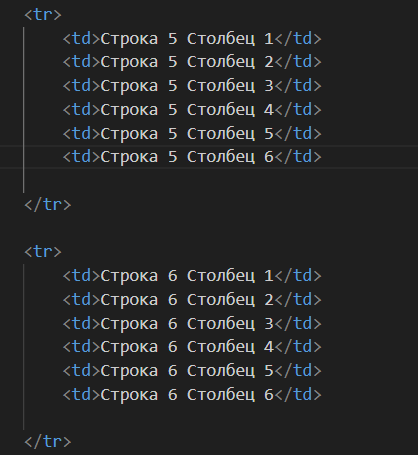 <tr>
<td>Строка 5 Столбец 1</td>
<td>Строка 5 Столбец 2</td>
<td>Строка 5 Столбец 3</td>
<td>Строка 5 Столбец 4</td>
<td>Строка 5 Столбец 5</td>
<td>Строка 5 Столбец 6</td>
</tr>
<tr>
<td>Строка 6 Столбец 1</td>
<td>Строка 6 Столбец 2</td>
<td>Строка 6 Столбец 3</td>
<td>Строка 6 Столбец 4</td>
<td>Строка 6 Столбец 5</td>
<td>Строка 6 Столбец 6</td>
</tr>